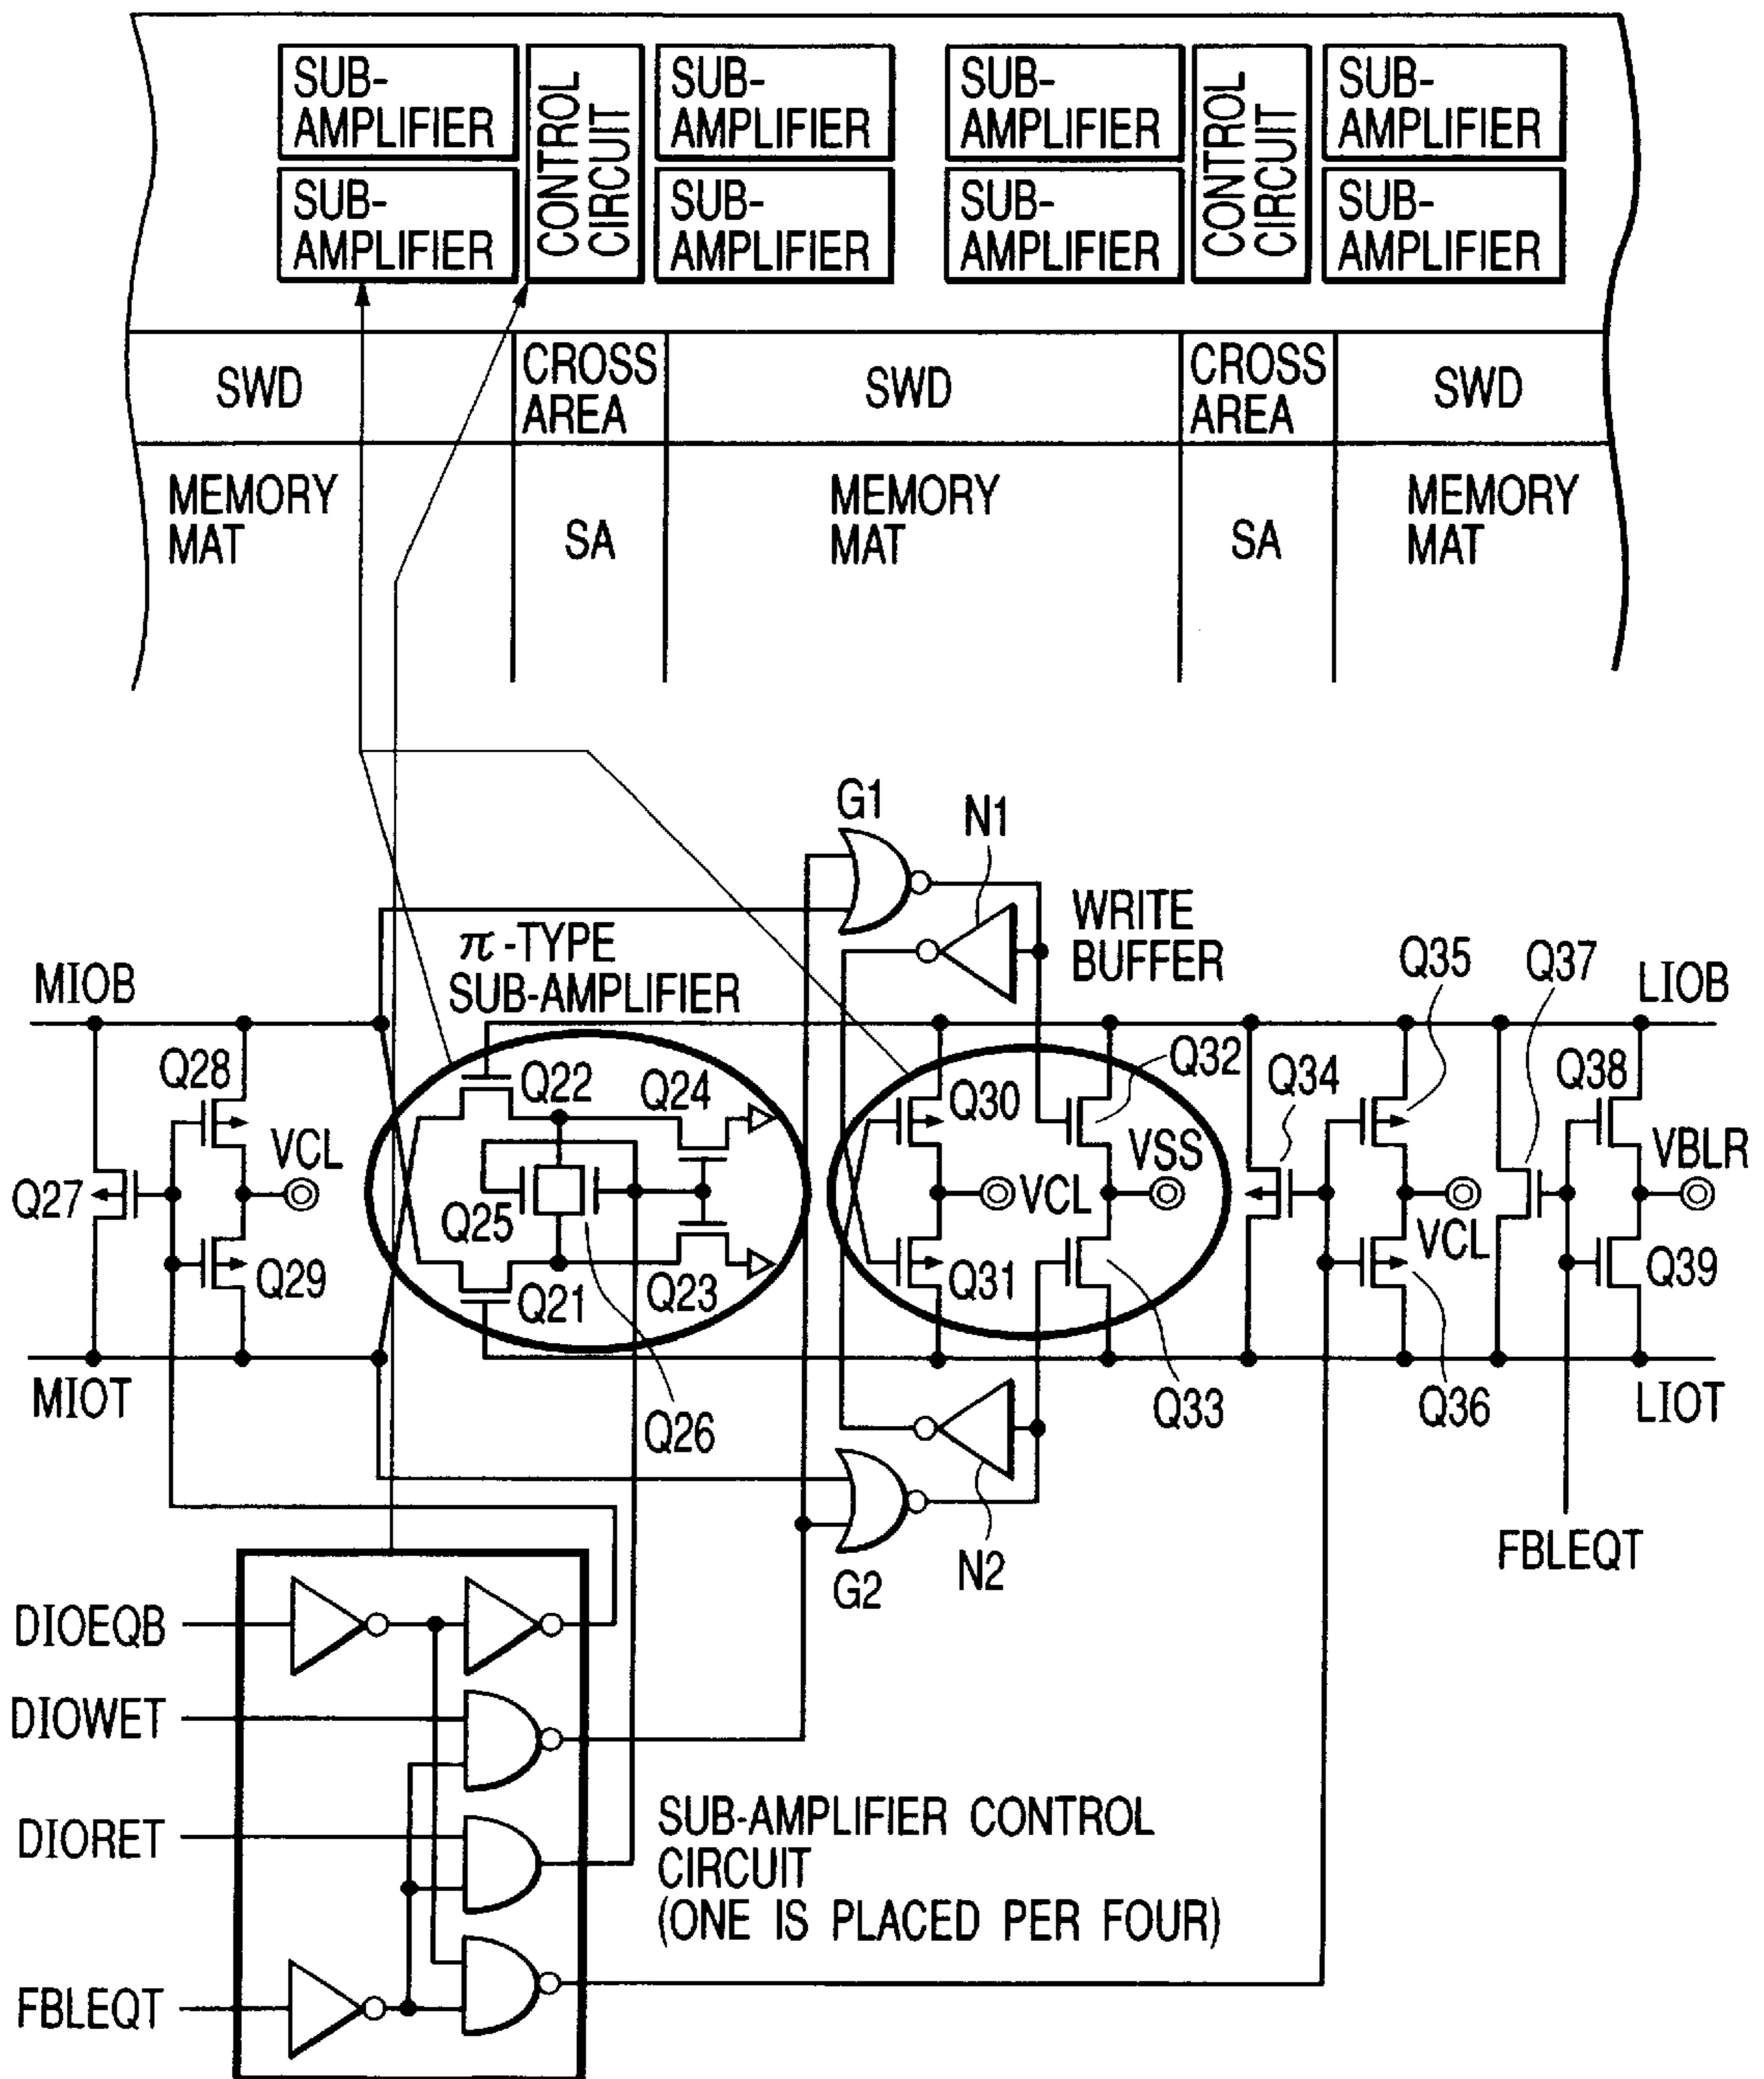 SUB-
AMPLIFIER
SUB-
AMPLIFIER
CONTROL
CIRCUIT
SUB-
AMPLIFIER
SUB-
AMPLIFIER
SUB-
AMPLIFIER
SUB-
AMPLIFIER
CONTROL
CIRCUIT
SUB-
AMPLIFIER
SUB-
AMPLIFIER
SWD
CROSS
AREA
SWD
CROSS
AREA
SWD
MEMORY
MAT
SA
MEMORY
MAT
SA
MEMORY
MAT
G1
N1
WRITE
BUFFER
π-TYPE
SUB-AMPLIFIER
Q35
Q37
MIOB
LIOB
Q28
Q22
Q24
Q30
Q32
Q34
Q38
VCL
VSS
VBLR
Q27
Q25
VCL
VCL
Q29
Q21
Q23
Q31
Q39
MIOT
Q26
Q33
Q36
LIOT
G2
N2
FBLEQT
DIOEQB
DIOWET
DIORET
FBLEQT
SUB-AMPLIFIER CONTROL
CIRCUIT
(ONE IS PLACED PER FOUR)